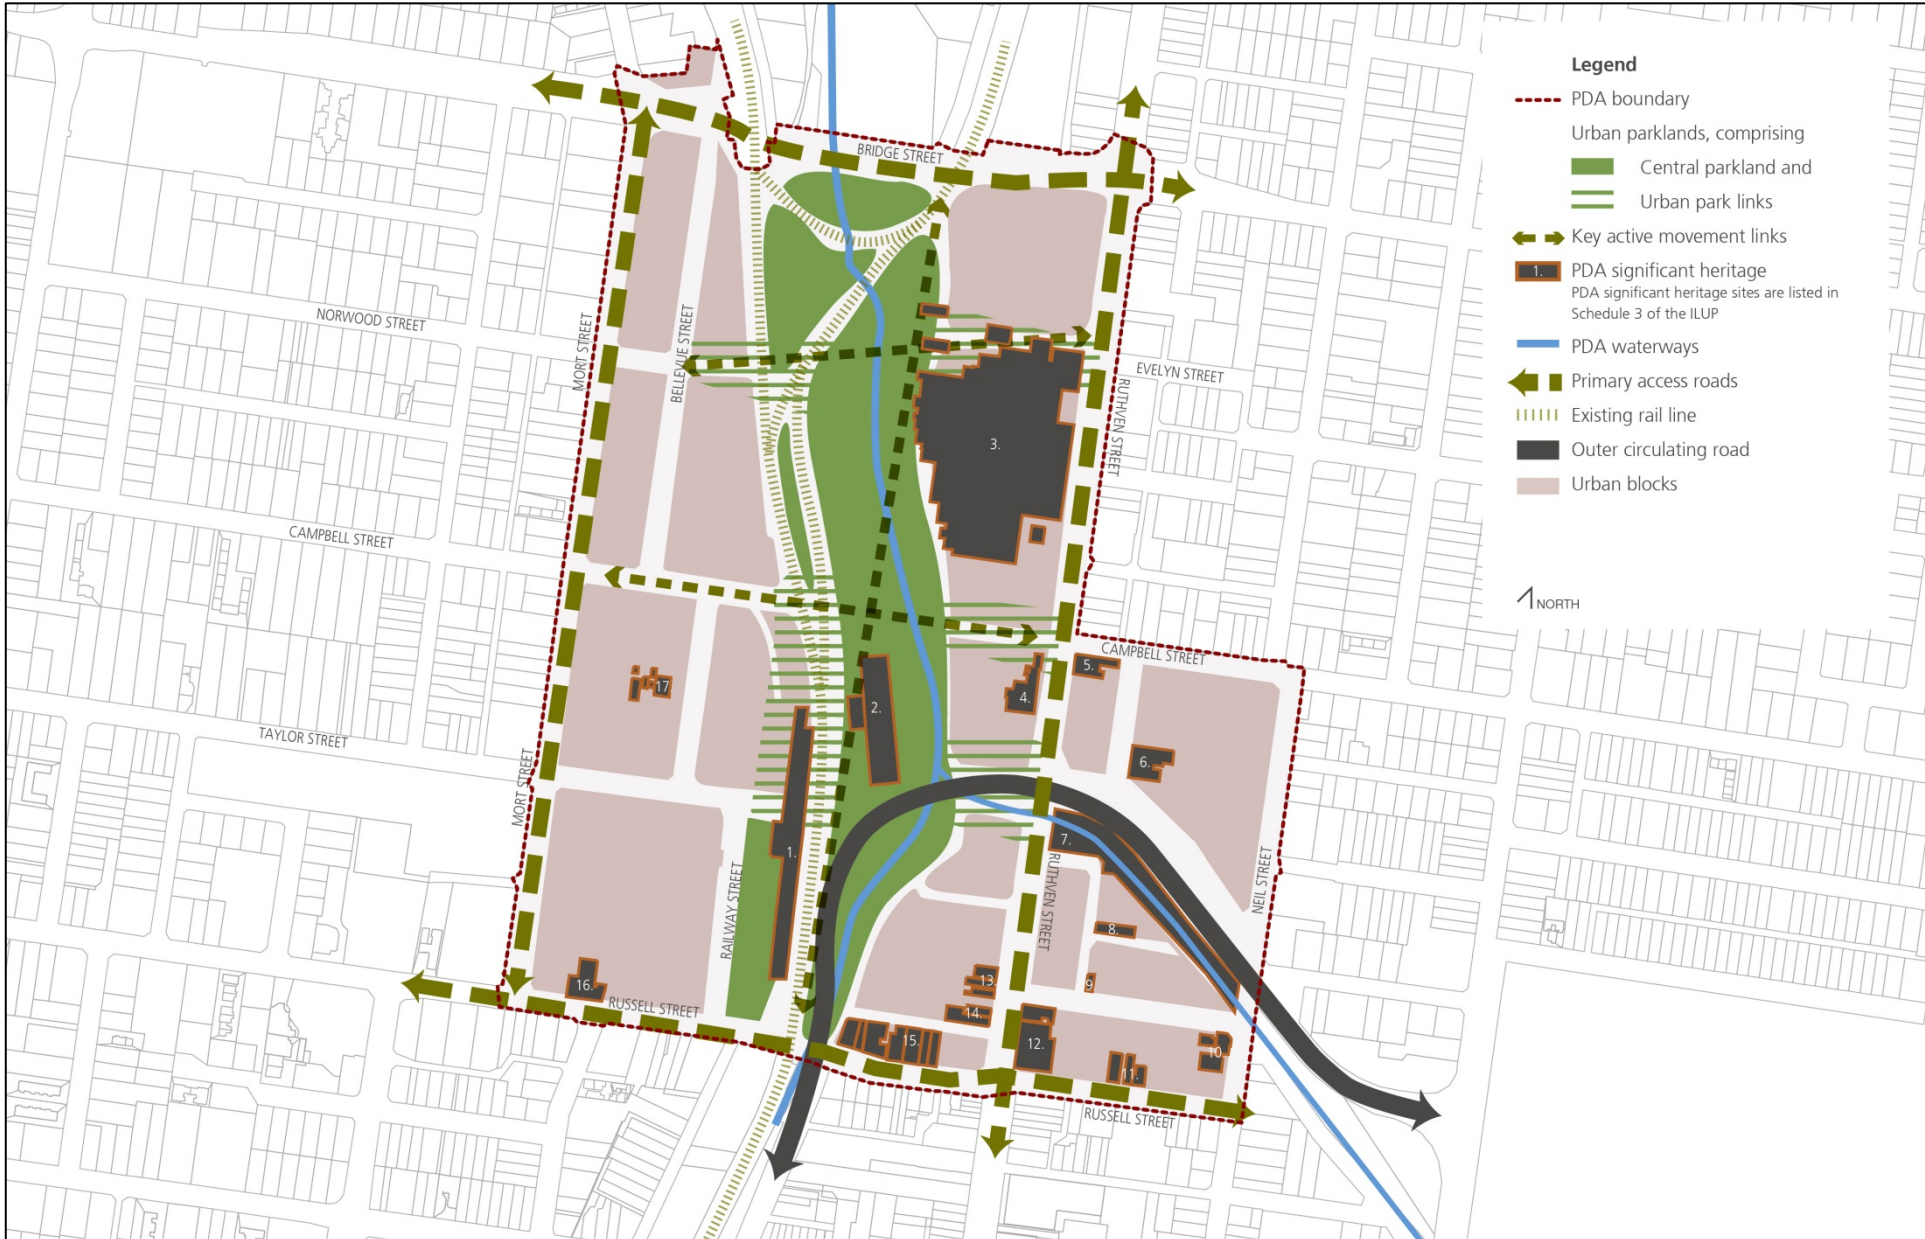 Legend
PDA boundary
Urban parklands, comprising
Central parkland and
Urban park links
Key active movement links
1.
PDA significant heritage
PDA significant heritage sites are listed in
Schedule 3 of the ILUP
PDA waterways
Primary access roads
Existing rail line
Outer circulating road
Urban blocks
NORTH
BRIDGE STREET
NORWOOD STREET
MORT STREET
BELLEVUE STREET
EVELYN STREET
RUTHVEN STREET
3.
CAMPBELL STREET
CAMPBELL STREET
5.
17
4.
2.
TAYLOR STREET
6.
MORT STREET
7.
1.
RUTHVEN STREET
NEIL STREET
RAILWAY STREET
8.
13.
9
16.
RUSSELL STREET
14.
15.
12.
10.
11.
RUSSELL STREET